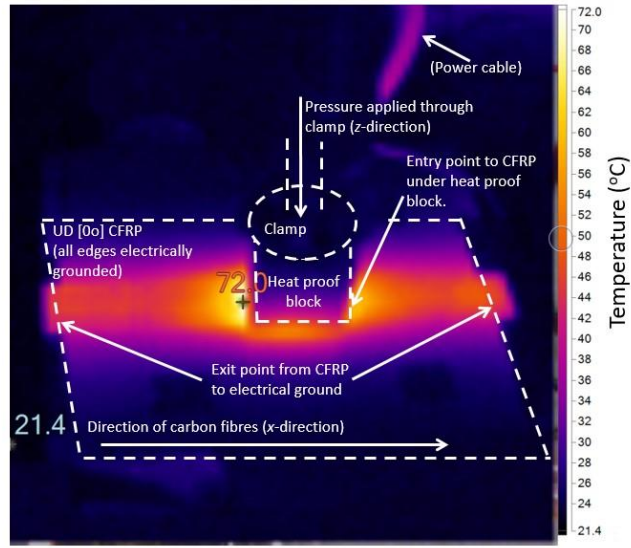 72.0
70
68
66
64
62
60
58
56
54
52
50
48
46
44
42
40
38
36
34
32
30
28
26
24
21.4
Temperature (ᵒC)
(Power cable)
Pressure applied through
clamp (z-direction)
Entry point to CFRP
under heat proof
block.
Clamp
UD [0o] CFRP
(all edges electrically
grounded)
72.0
Heat proof
block
Exit point from CFRP
to electrical ground
21.4
Direction of carbon fibres (x-direction)